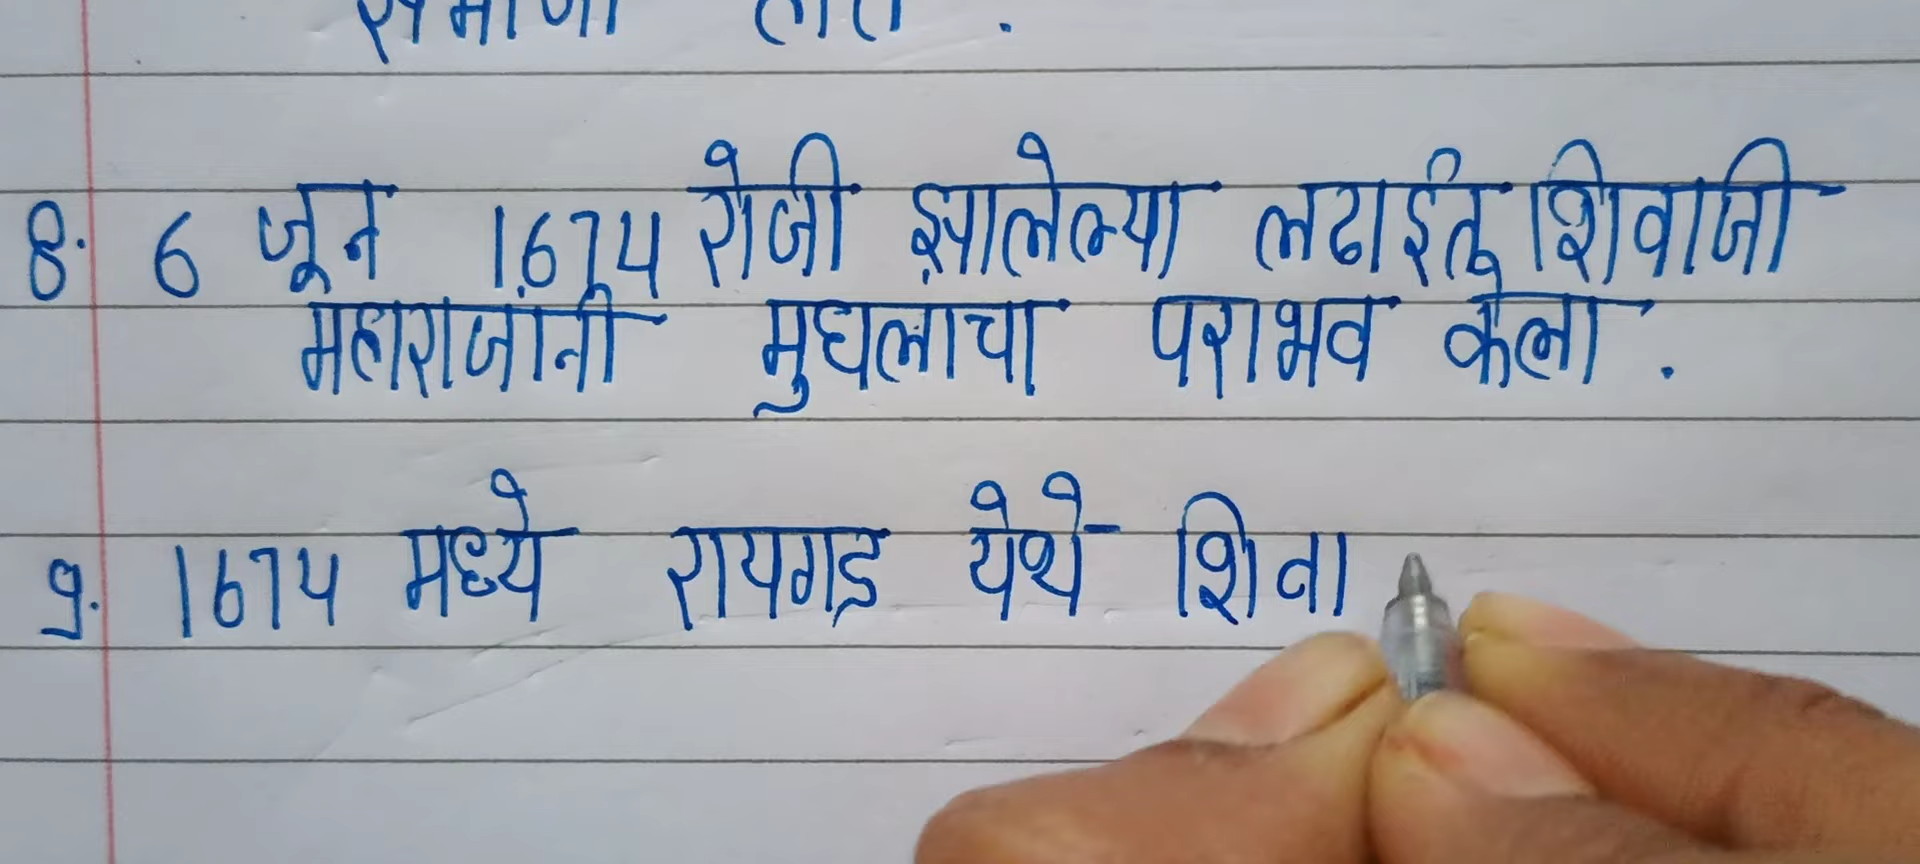 संभाजी होते .
8. 6 जून 1674 रोजी झालेल्या लढाईत शिवाजी
महाराजांनी मुघलांचा पराभव केला .
9. 1674 मध्ये रायगड येथे शिवा